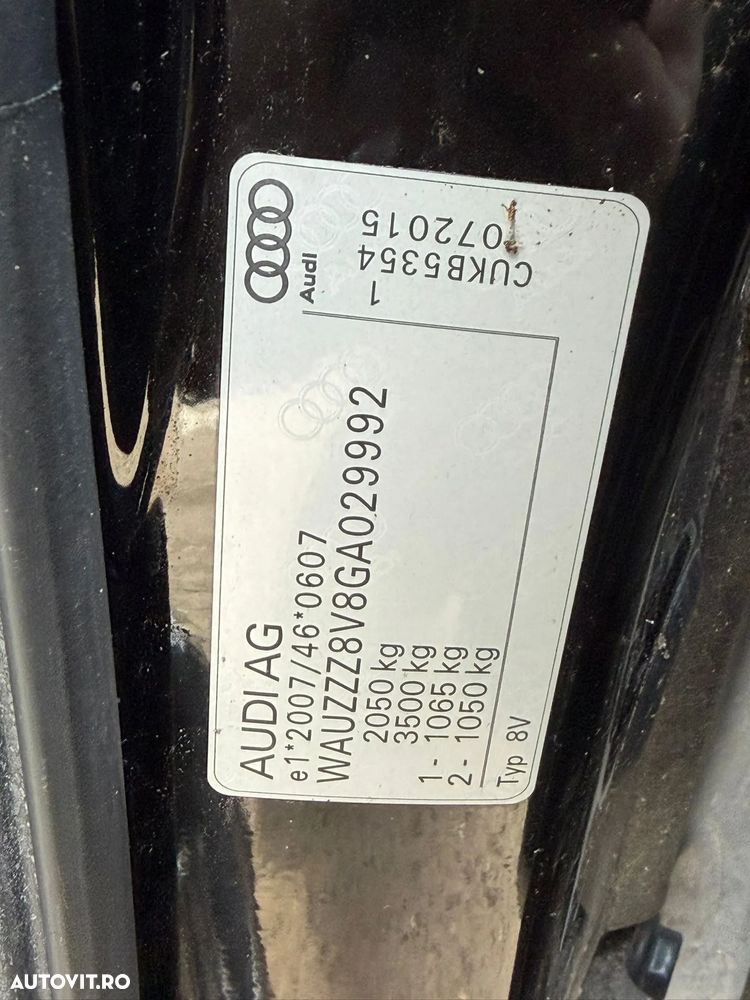 AUDI AG
e1*2007/46*0607
WAUZZZ8V8GA029992
2050 kg
3500 kg
1 - 1065 kg
2 - 1050 kg
Typ 8V
Audi
1
CUKB5354
072015
AUTOVIT.RO